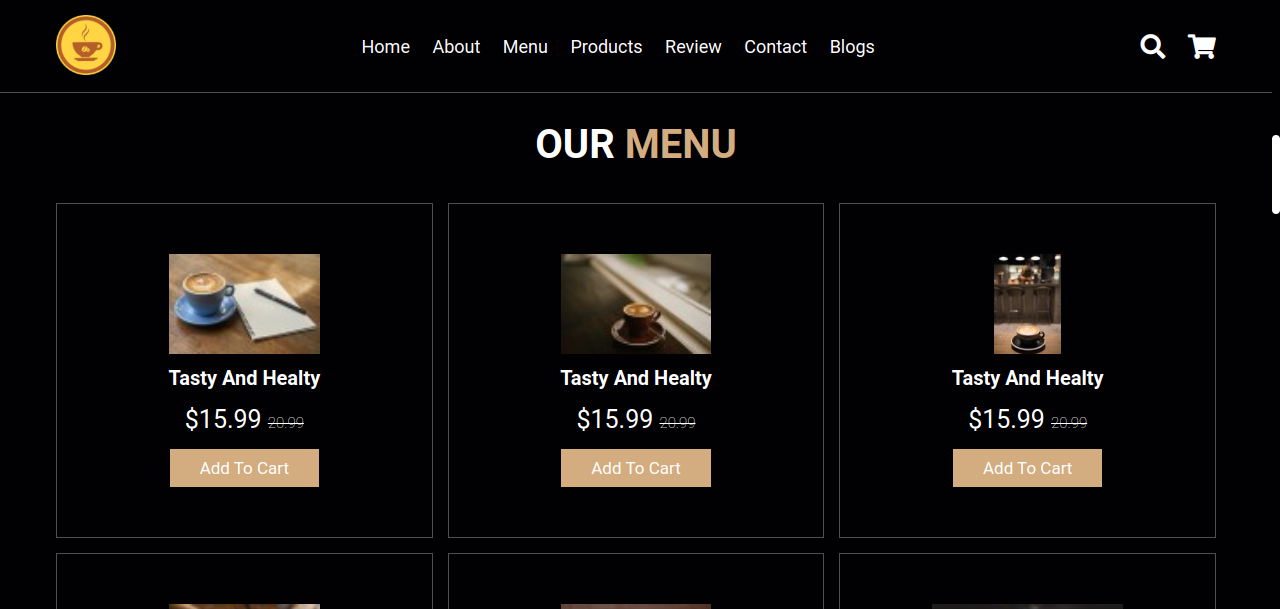 Home About Menu Products Review Contact Blogs
OUR MENU
Tasty And Healty Tasty And Healty Tasty And Healty
$15.99 20.99 $15.99 20.99 $15.99 20.99
Add To Cart Add To Cart Add To Cart